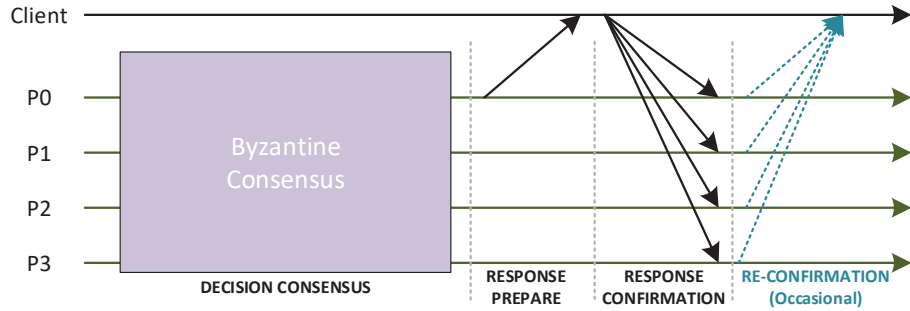 Client
P0
P1
P2
P3
Byzantine
Consensus
DECISION CONSENSUS
RESPONSE
PREPARE
RESPONSE
CONFIRMATION
RE-CONFIRMATION
(Occasional)